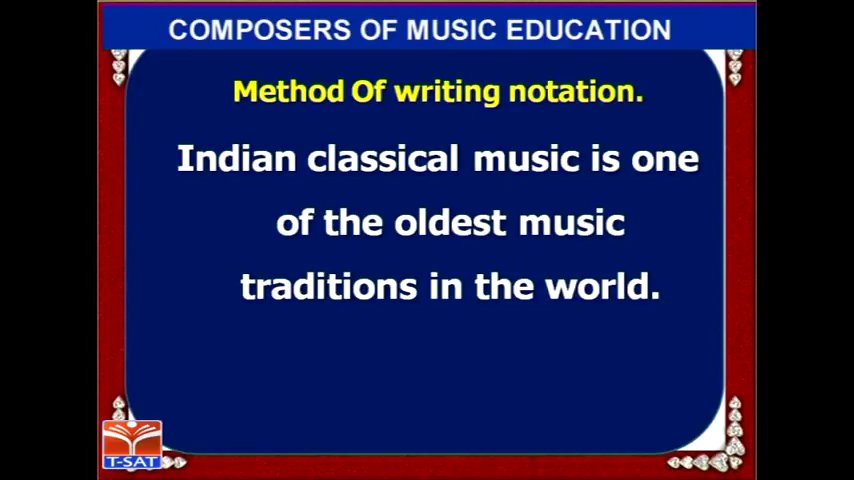 COMPOSERS OF MUSIC EDUCATION
Method Of writing notation.
Indian classical music is one
of the oldest music
traditions in the world.
T-SAT